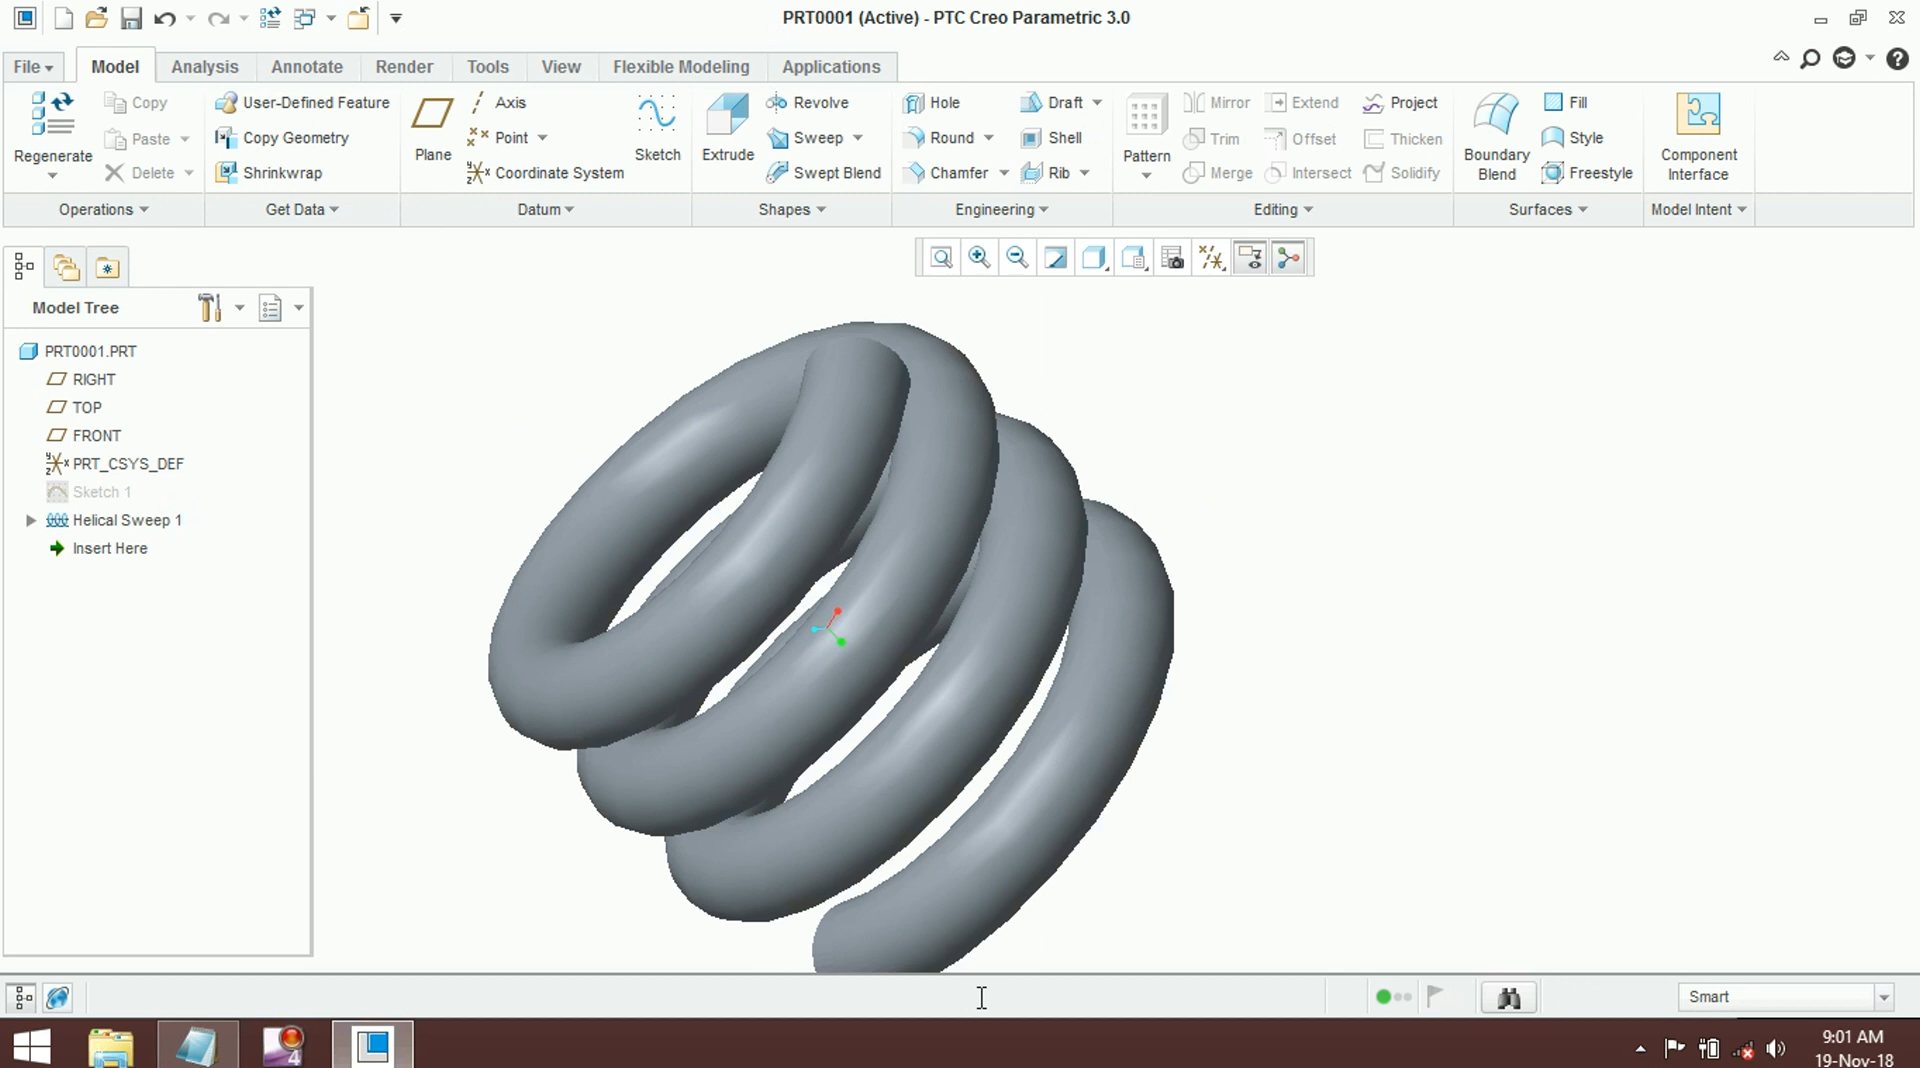 PRT0001 (Active) - PTC Creo Parametric 3.0
File Model Analysis Annotate Render Tools View Flexible Modeling Applications
Regenerate
Copy
Paste
Delete
User-Defined Feature
Copy Geometry
Shrinkwrap
Plane
Axis
Point
Coordinate System
Sketch
Extrude
Revolve
Sweep
Swept Blend
Hole
Round
Chamfer
Draft
Shell
Rib
Pattern
Mirror
Trim
Merge
Extend
Offset
Intersect
Project
Thicken
Solidify
Boundary
Blend
Fill
Style
Freestyle
Component
Interface
Operations Get Data Datum Shapes Engineering Editing Surfaces Model Intent
Model Tree
PRT0001.PRT
RIGHT
TOP
FRONT
PRT_CSYS_DEF
Sketch 1
Helical Sweep 1
Insert Here
Smart
4
9:01 AM
19-Nov-18